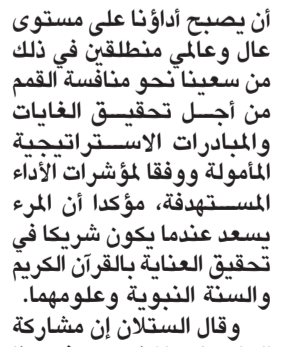 أن يصبح أداؤنا على مستوى
عال وعالمي منطلقين في ذلك
من سعينا نحو منافسة القمم
من أجل تحقيق الغايات
والمبادرات الاستراتيجية
المأمولة ووفقا لمؤشرات الأداء
المستهدفة، مؤكدا أن المرء
يسعد عندما يكون شريكا في
تحقيق العناية بالقرآن الكريم
والسنة النبوية وعلومهما.
وقال الستلان إن مشاركة